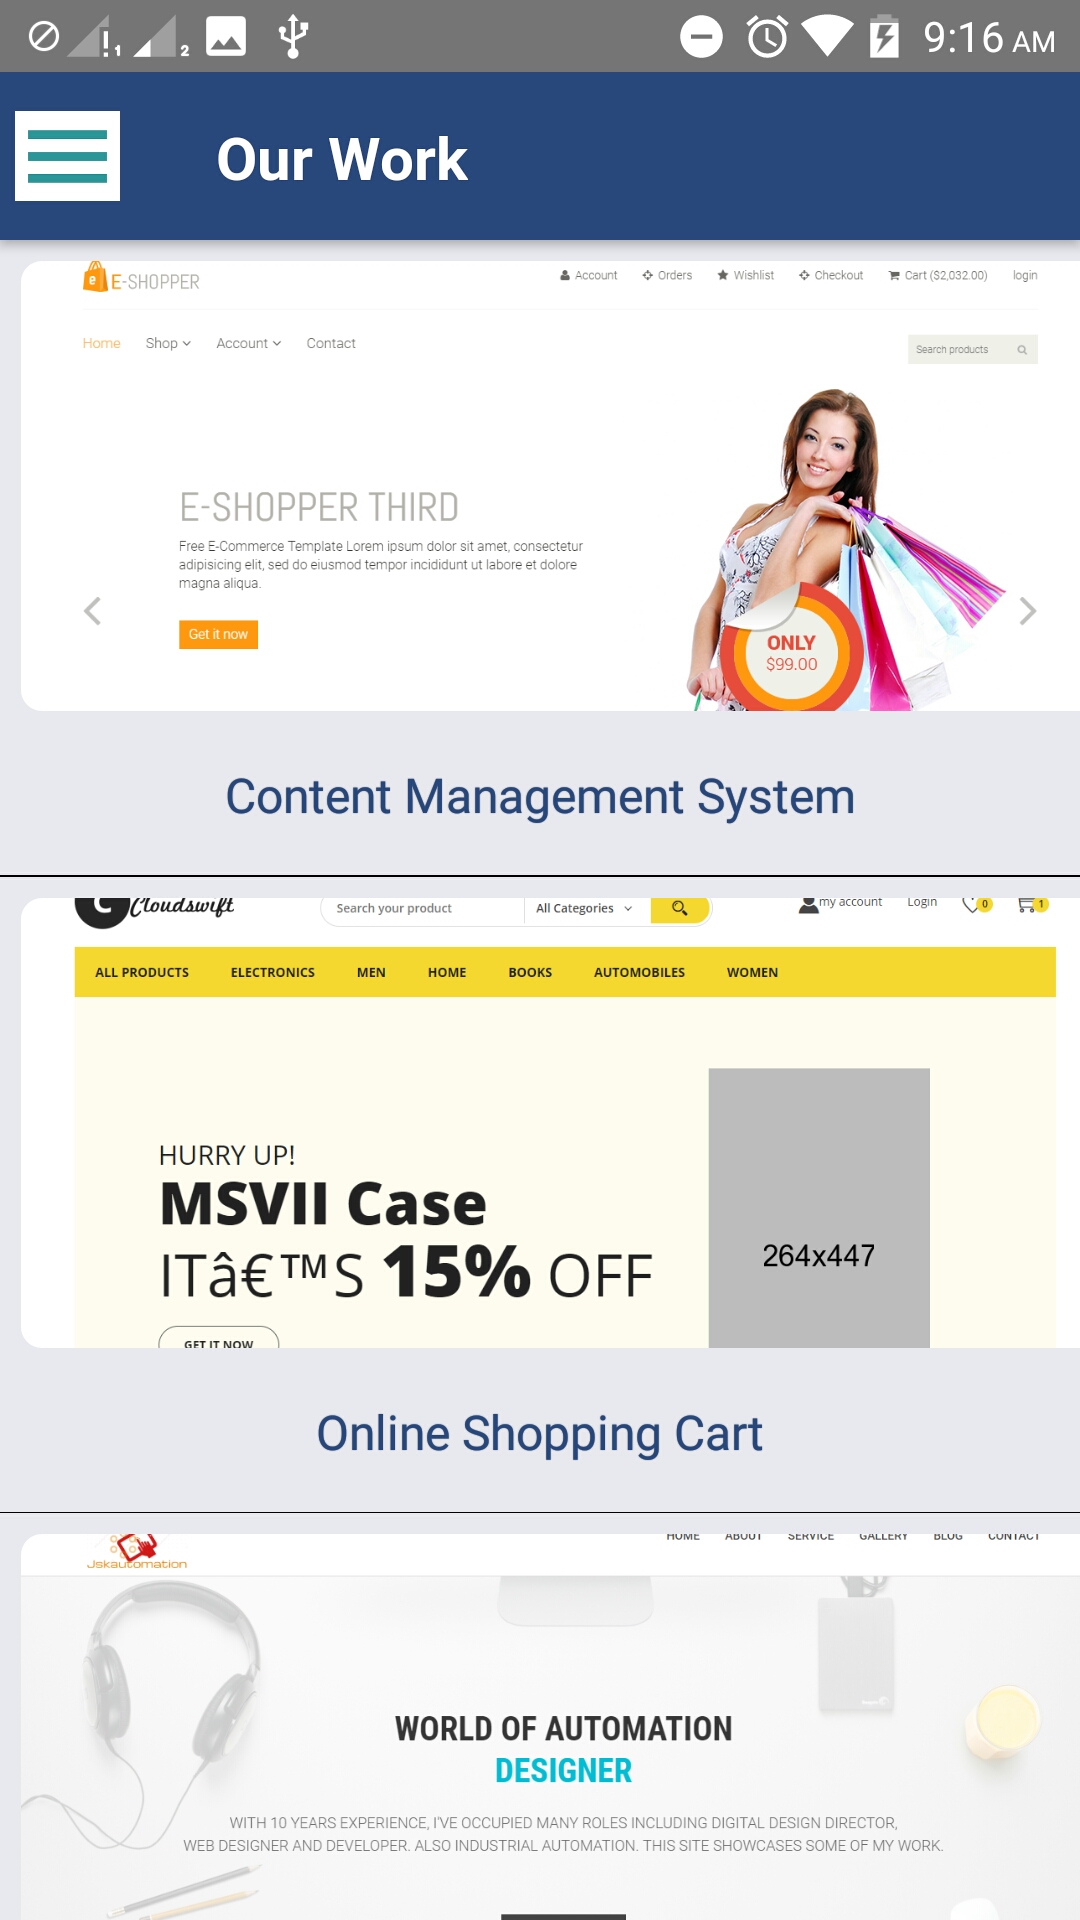 1 2 9:16 AM
Our Work
E-SHOPPER Account Orders Wishlist Checkout Cart ($2,032.00) login
Home Shop Account Contact Search products
E-SHOPPER THIRD
Free E-Commerce Template Lorem ipsum dolor sit amet, consectetur
adipisicing elit, sed do eiusmod tempor incididunt ut labore et dolore
magna aliqua.
Get it now
ONLY
$99.00
Content Management System
C Cloudswift Search your product All Categories my account Login 0 1
ALL PRODUCTS ELECTRONICS MEN HOME BOOKS AUTOMOBILES WOMEN
HURRY UP!
MSVII Case
ITâ€™S 15% OFF
264x447
GET IT NOW
Online Shopping Cart
Jskautomation HOME ABOUT SERVICE GALLERY BLOG CONTACT
WORLD OF AUTOMATION
DESIGNER
WITH 10 YEARS EXPERIENCE, I'VE OCCUPIED MANY ROLES INCLUDING DIGITAL DESIGN DIRECTOR,
WEB DESIGNER AND DEVELOPER. ALSO INDUSTRIAL AUTOMATION. THIS SITE SHOWCASES SOME OF MY WORK.